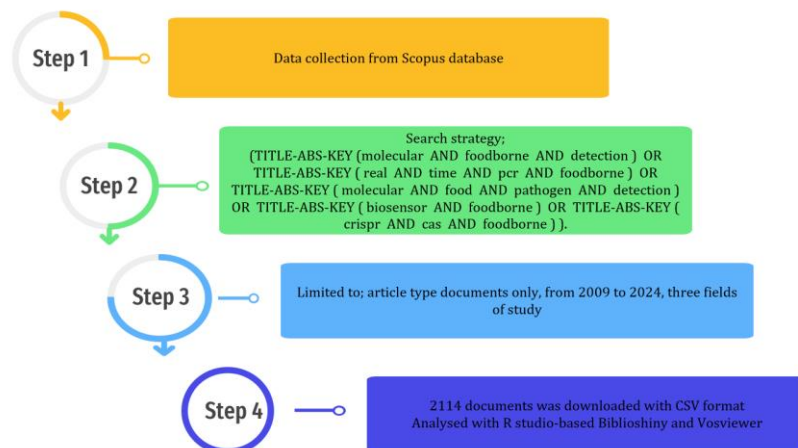 Step 1
Data collection from Scopus database
Step 2
Search strategy;
(TITLE-ABS-KEY (molecular AND foodborne AND detection ) OR
TITLE-ABS-KEY ( real AND time AND pcr AND foodborne ) OR
TITLE-ABS-KEY ( molecular AND food AND pathogen AND detection )
OR TITLE-ABS-KEY ( biosensor AND foodborne ) OR TITLE-ABS-KEY (
crispr AND cas AND foodborne ) ).
Step 3
Limited to; article type documents only, from 2009 to 2024, three fields
of study
Step 4
2114 documents was downloaded with CSV format
Analysed with R studio-based Biblioshiny and Vosviewer